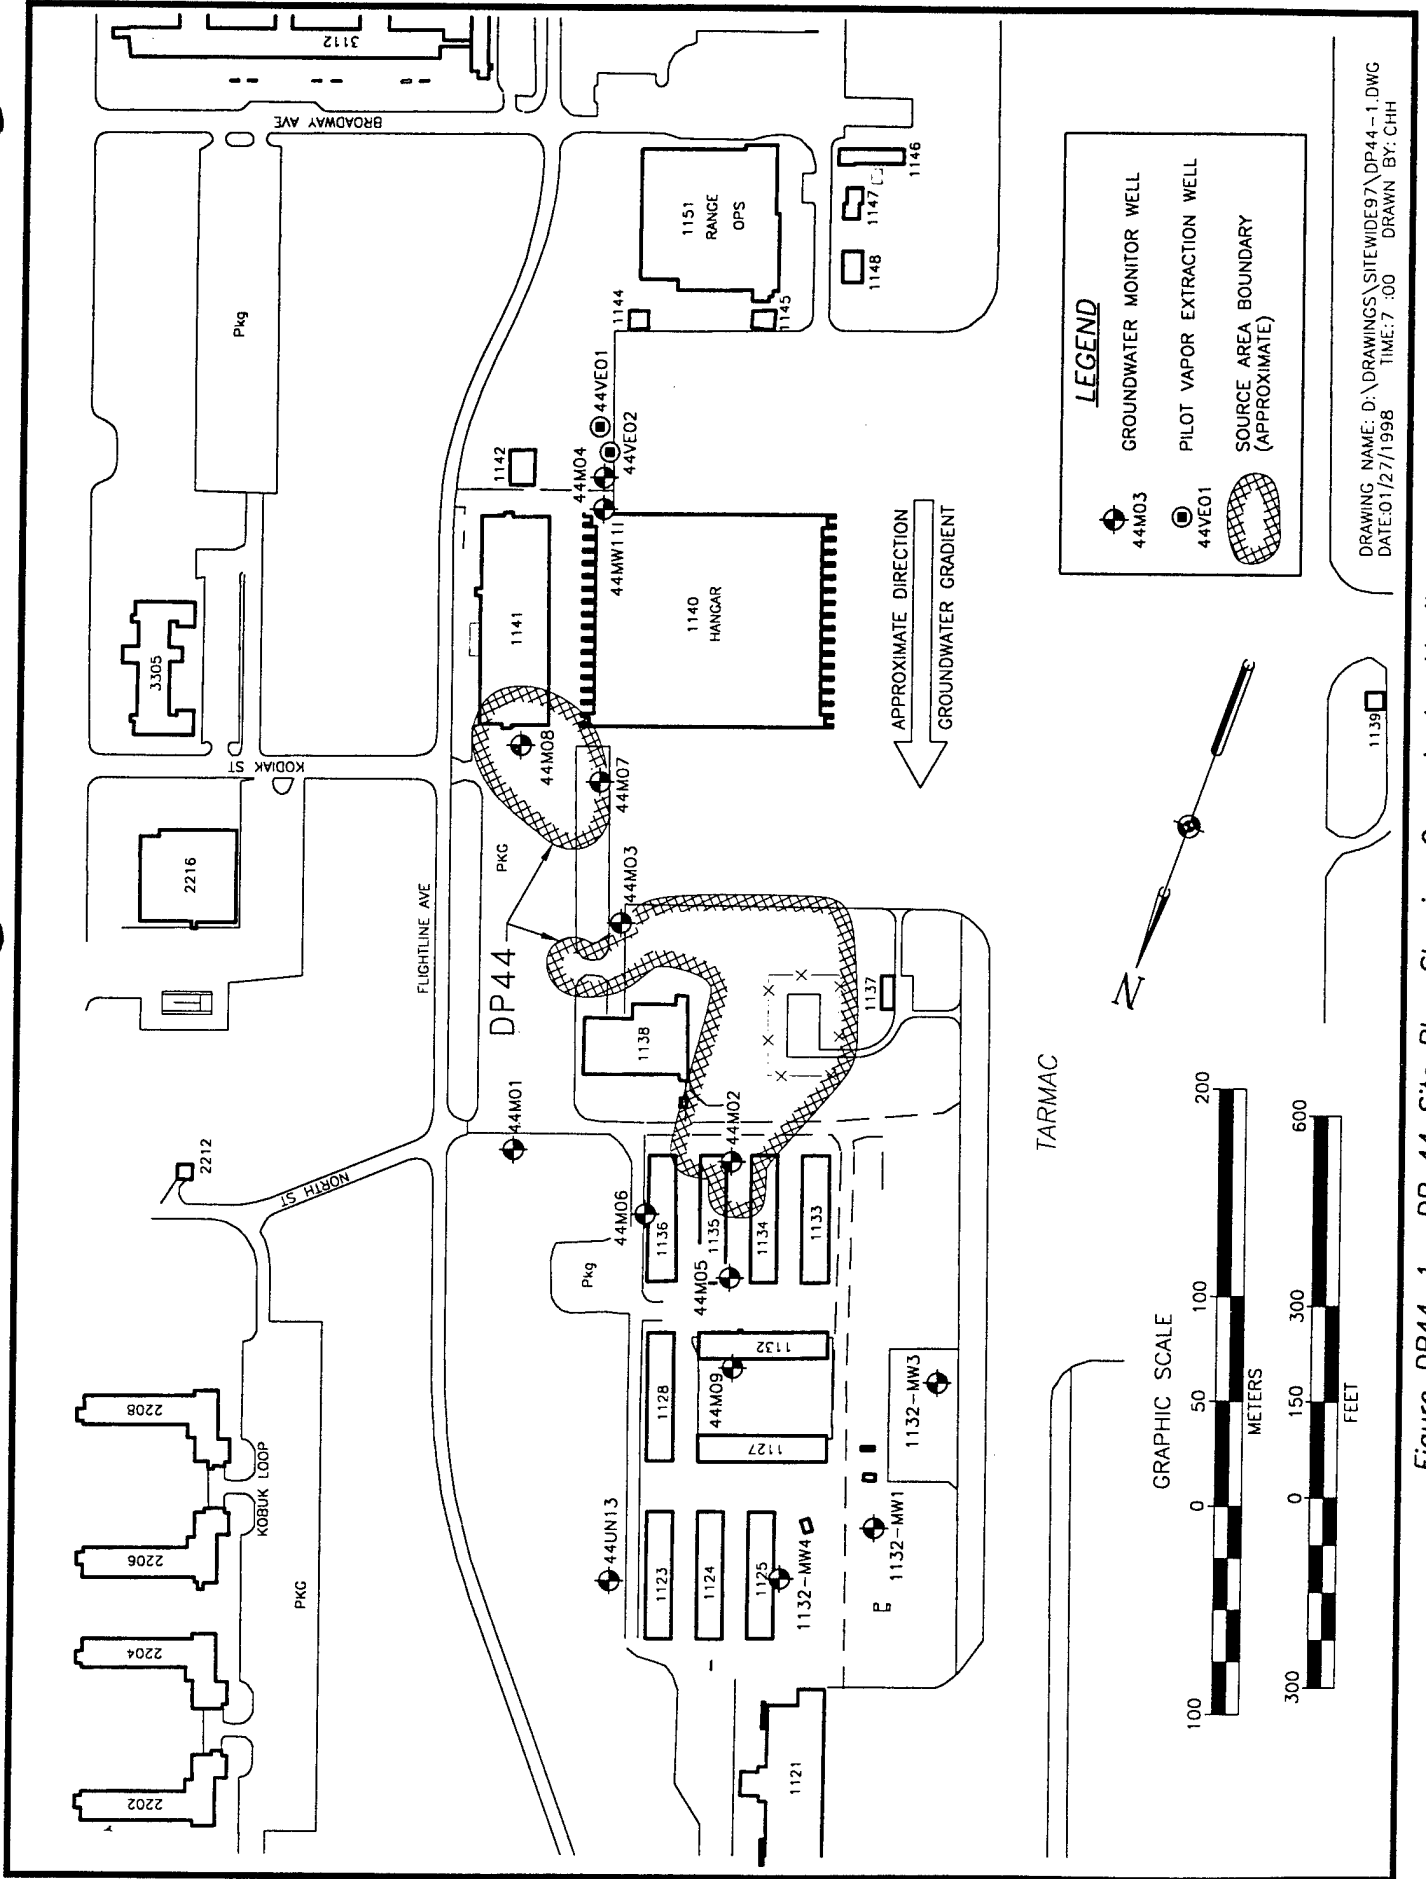 3112
BROADWAY AVE
Pkg
3305
KODIAK ST
2216
FLIGHTLINE AVE
2212
NORTH ST
2208
KOBUK LOOP
2206
PKG
2204
2202
1151
RANGE
OPS
1146
1147
1148
1144
1145
44VE01
44VE02
44M04
1142
44MW11I
1141
1140
HANGAR
44M08
44M07
PKG
44M03
DP44
1138
1137
44M01
44M02
44M06
1136
1135
1134
1133
Pkg
44M05
1132
1128
44M09
1127
1132-MW3
44UN13
1123
1124
1125
1132-MW4
1132-MW1
1121
APPROXIMATE DIRECTION
GROUNDWATER GRADIENT
TARMAC
1139
N
LEGEND
44M03
GROUNDWATER MONITOR WELL
44VE01
PILOT VAPOR EXTRACTION WELL
SOURCE AREA BOUNDARY
(APPROXIMATE)
GRAPHIC SCALE
100 0 50 100 200
METERS
300 0 150 300 600
FEET
DRAWING NAME: D:\DRAWINGS\SITEWIDE97\DP44-1.DWG
DATE:01/27/1998 TIME:7 :00 DRAWN BY: CHH